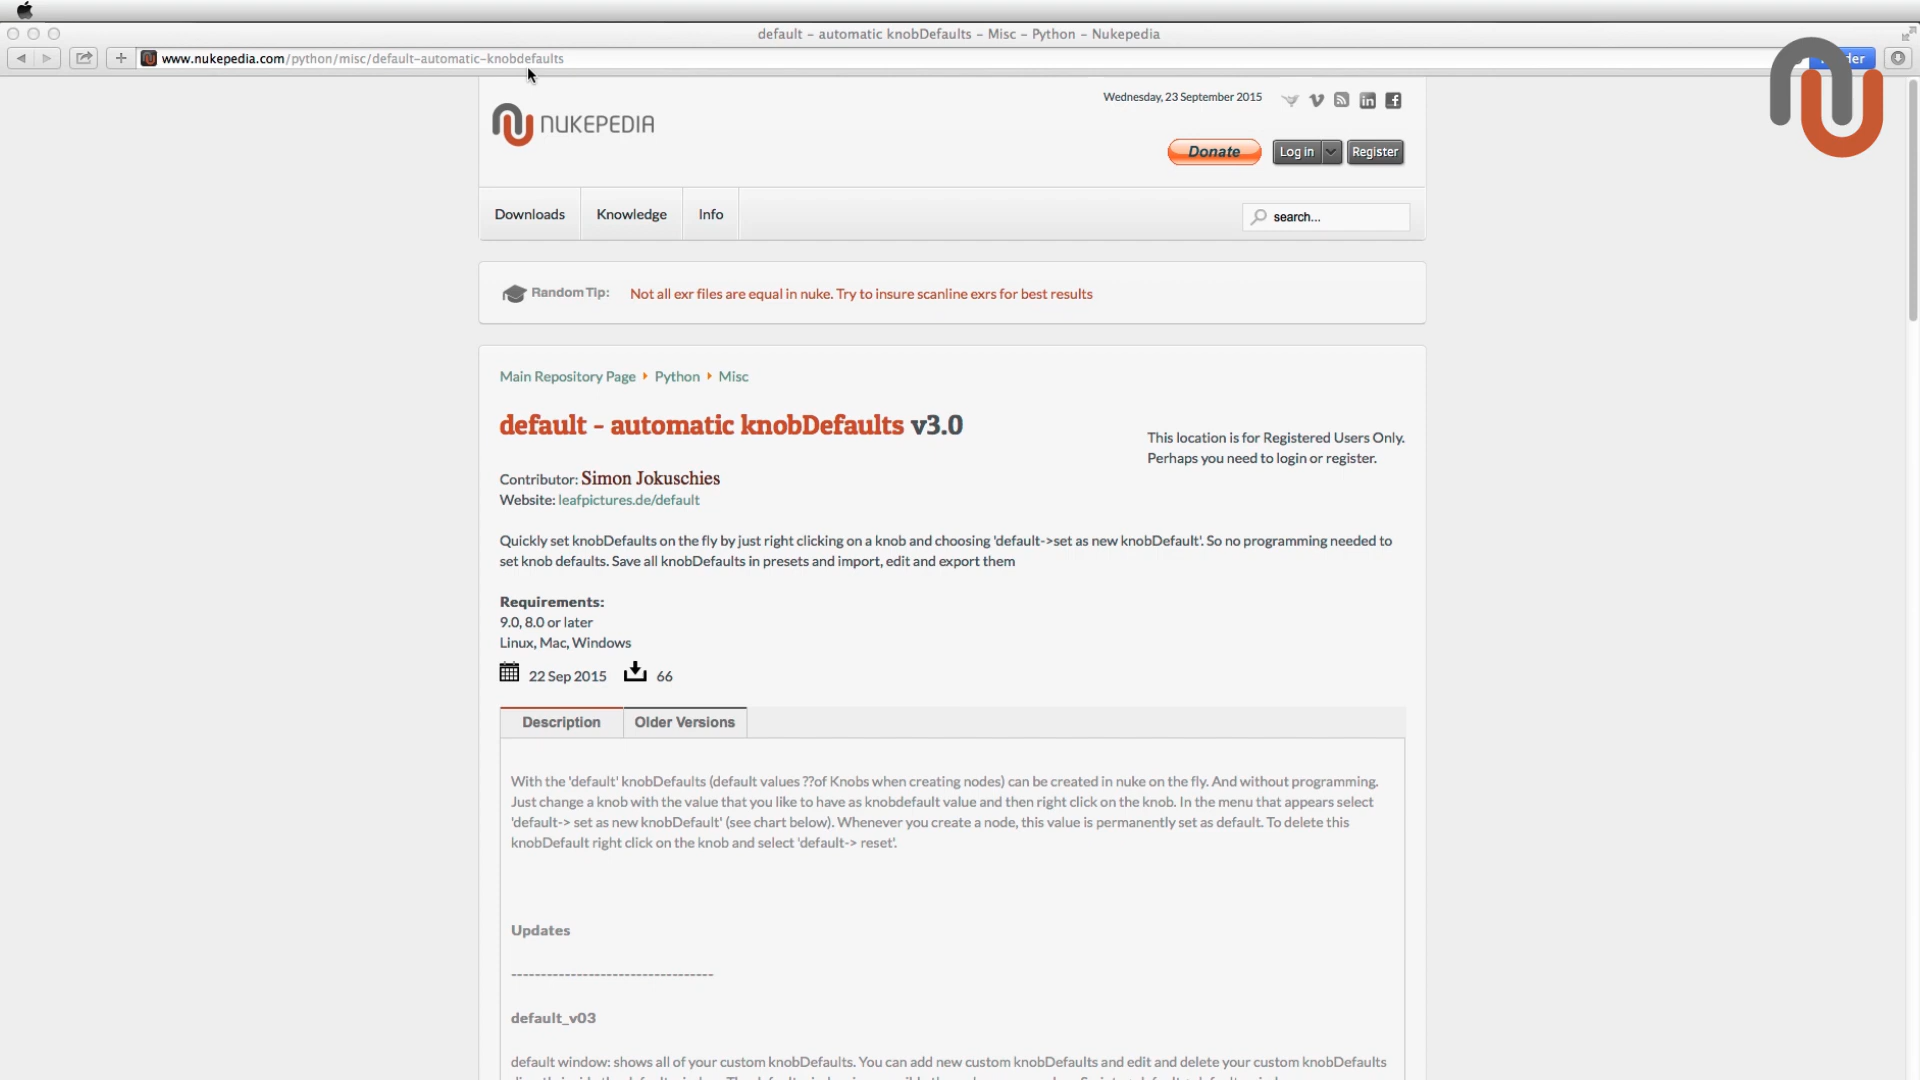 default - automatic knobDefaults - Misc - Python - Nukepedia
www.nukepedia.com/python/misc/default-automatic-knobdefaults
NUKEPEDIA
Wednesday, 23 September 2015
Donate
Log in
Register
Downloads
Knowledge
Info
search...
Random Tip:
Not all exr files are equal in nuke. Try to insure scanline exrs for best results
Main Repository Page
Python
Misc
default - automatic knobDefaults v3.0
This location is for Registered Users Only.
Perhaps you need to login or register.
Contributor: Simon Jokuschies
Website: leafpictures.de/default
Quickly set knobDefaults on the fly by just right clicking on a knob and choosing 'default->set as new knobDefault'. So no programming needed to
set knob defaults. Save all knobDefaults in presets and import, edit and export them
Requirements:
9.0, 8.0 or later
Linux, Mac, Windows
22 Sep 2015
66
Description
Older Versions
With the 'default' knobDefaults (default values ??of Knobs when creating nodes) can be created in nuke on the fly. And without programming.
Just change a knob with the value that you like to have as knobdefault value and then right click on the knob. In the menu that appears select
'default-> set as new knobDefault' (see chart below). Whenever you create a node, this value is permanently set as default. To delete this
knobDefault right click on the knob and select 'default-> reset'.
Updates
----------------------------------
default_v03
default window: shows all of your custom knobDefaults. You can add new custom knobDefaults and edit and delete your custom knobDefaults